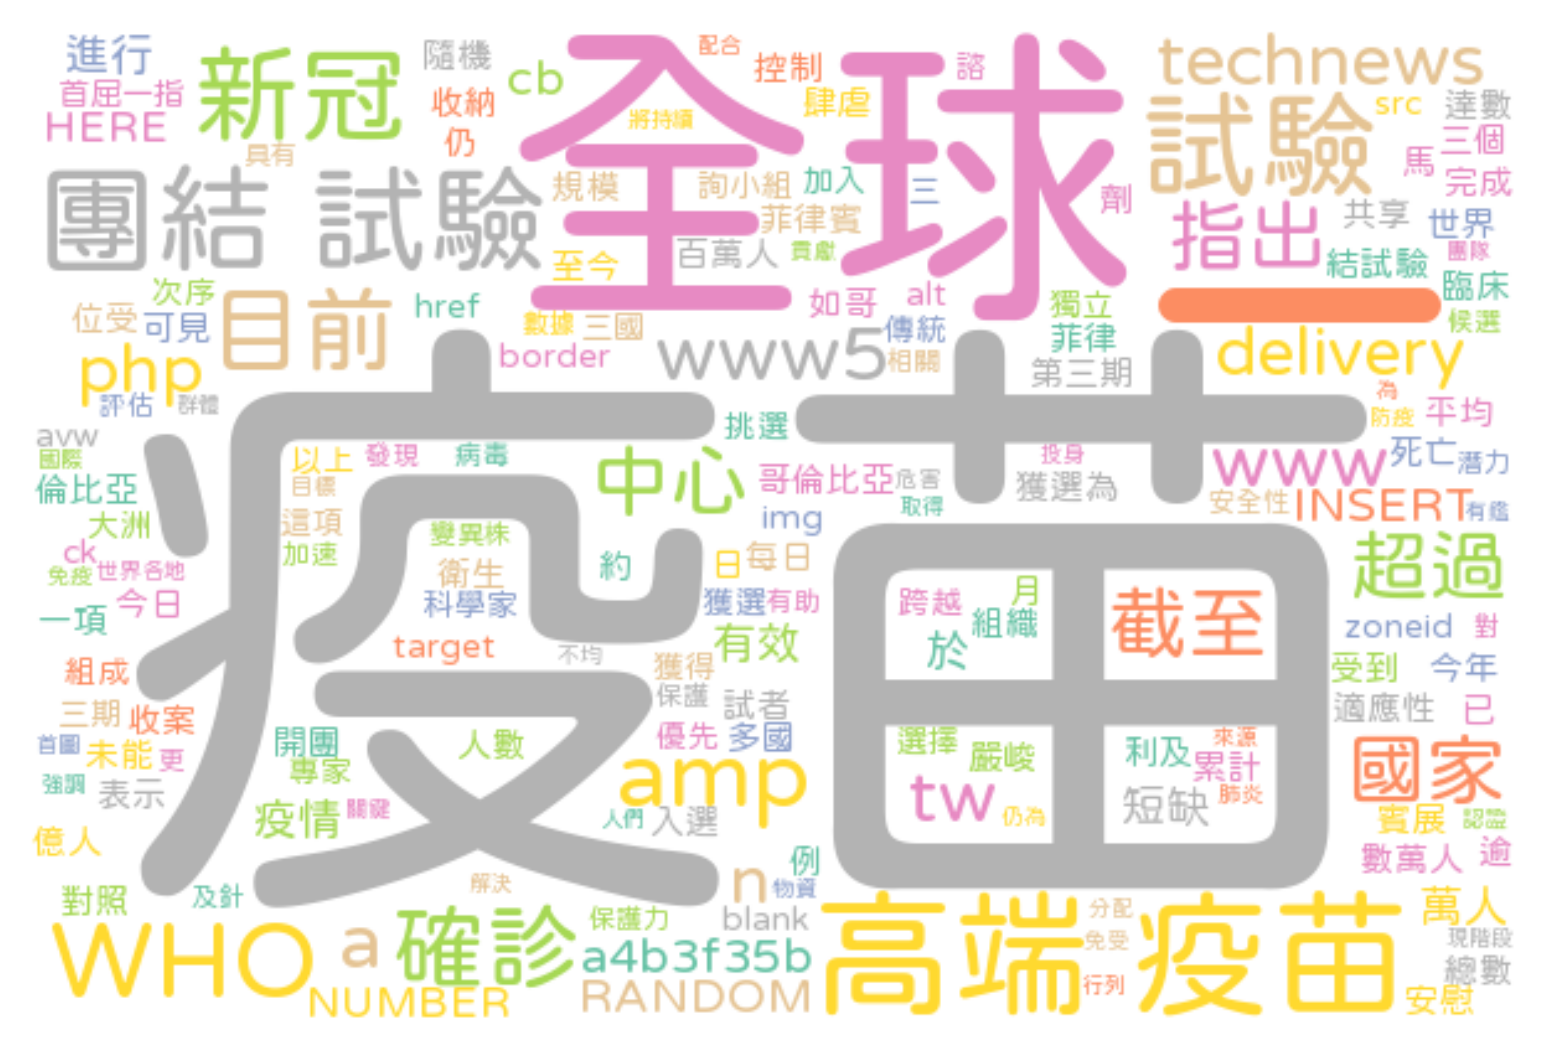 進行
新冠
隨機
cb
全球
配合
控制
諮
technews
首屈一指
HERE
收納
仍
將持續
肆虐
試驗
src
達數
具有
三個
馬
完成
團結 試驗
規模
詢小組
加入
三
劑
菲律賓
指出
共享
世界
團隊
至今
百萬人
貢獻
結試驗
次序
目前
href
如哥
alt
獨立
一
臨床
候選
位受
可見
數據
三國
傳統
菲律
php
border
www5
相關
第三期
delivery
評估
群體
疫苗
為
防疫
平均
avw
國際
挑選
以上
發現
病毒
中心
投身
www
死亡
潛力
倫比亞
目標
哥倫比亞
危害
獲選為
取得
安全性
INSERT
有鑑
大洲
這項
變異株
img
ck
世界各地
免疫
加速
衛生
約
日
每日
超過
今日
科學家
獲選
有助
跨越
月
截至
一項
target
不均
有效
於
組織
zoneid
對
組成
獲得
受到
今年
三期
收案
保護
試者
適應性
已
首圖
未能
更
開團
專家
人數
優先
多國
選擇
嚴峻
利及
來源
累計
國家
強調
表示
amp
tw
仍為
短缺
肺炎
疫情
關鍵
人們
入選
賓展
認證
億人
例
數萬人
逾
對照
及針
解決
n
物資
WHO
a
確診
保護力
blank
高端疫苗
分配
萬人
a4b3f35b
免受
現階段
總數
NUMBER
RANDOM
行列
安慰